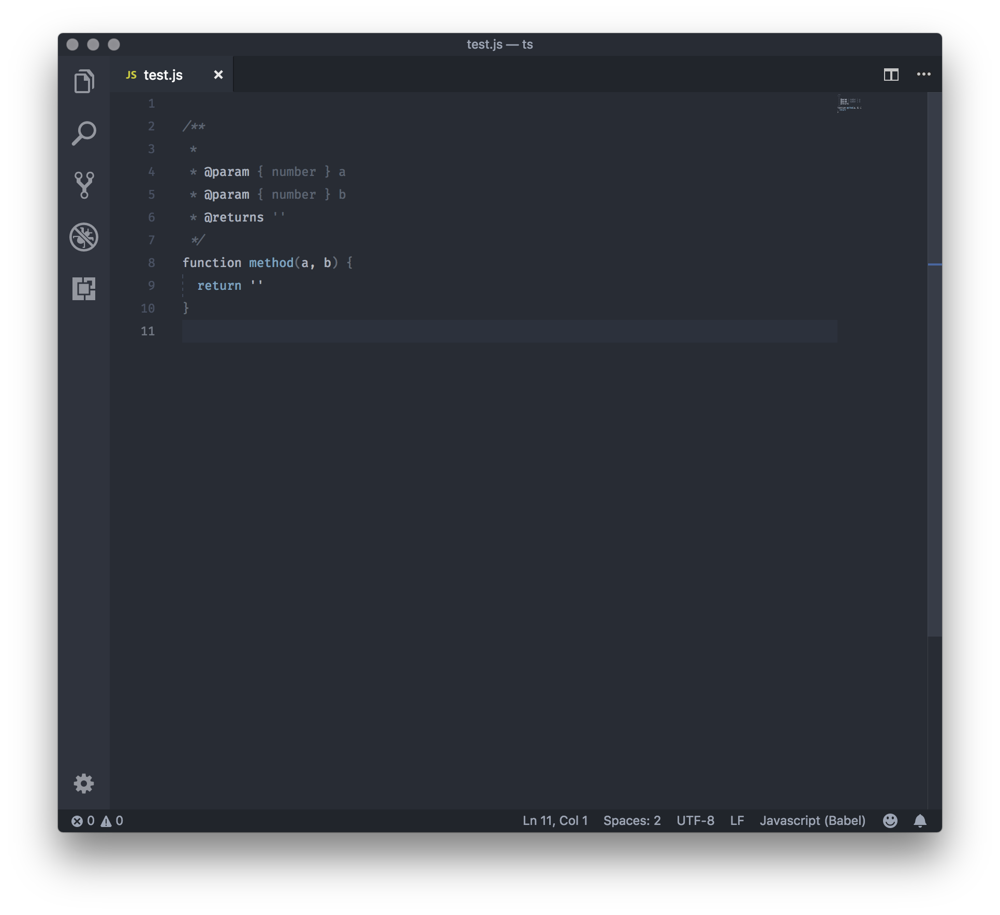 test.js — ts
JS test.js
1
2 /**
3  *
4  * @param { number } a
5  * @param { number } b
6  * @returns ''
7  */
8 function method(a, b) {
9   return ''
10 }
11
0 0 Ln 11, Col 1 Spaces: 2 UTF-8 LF Javascript (Babel)